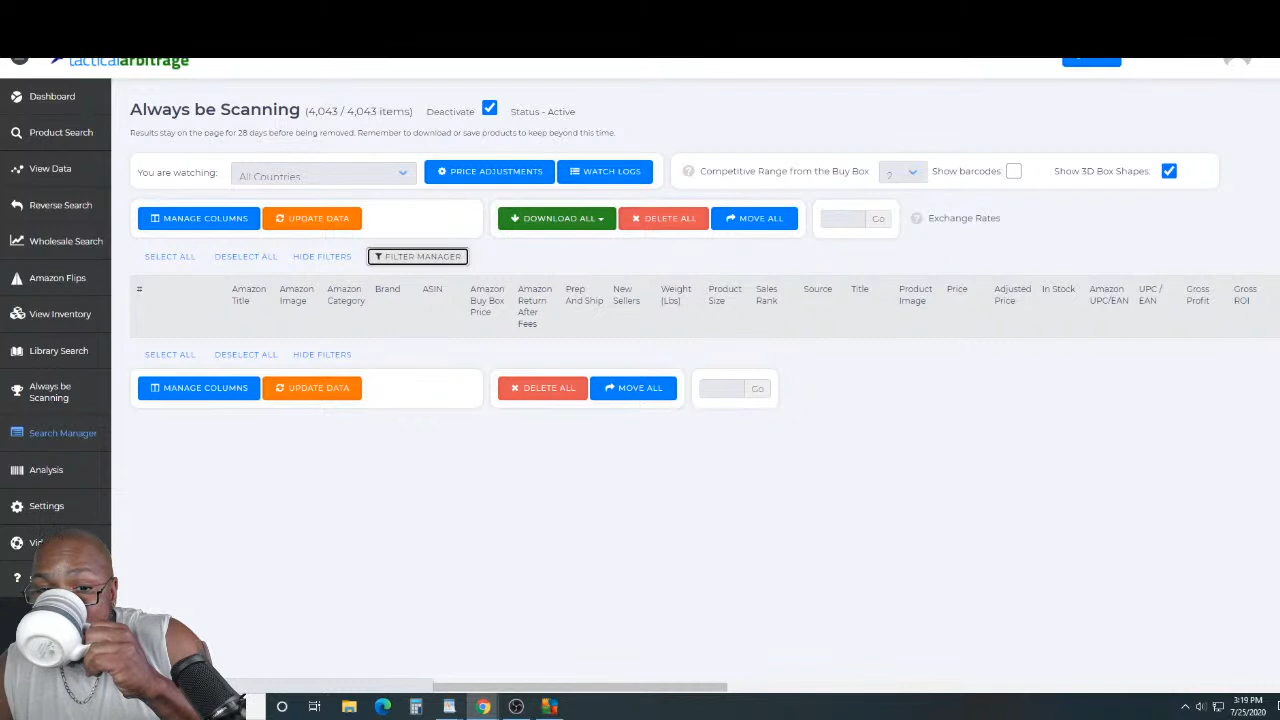 tacticalarbitrage
Dashboard
Product Search
View Data
Reverse Search
Wholesale Search
Amazon Flips
View Inventory
Library Search
Always be
Scanning
Search Manager
Analysis
Settings
?
Always be Scanning (4,043 / 4,043 items) Deactivate Status - Active
Results stay on the page for 28 days before being removed. Remember to download or save products to keep beyond this time.
You are watching: All Countries PRICE ADJUSTMENTS WATCH LOGS ? Competitive Range from the Buy Box 2 Show barcodes: Show 3D Box Shapes:
MANAGE COLUMNS UPDATE DATA DOWNLOAD ALL DELETE ALL MOVE ALL Go ? Exchange Rates
SELECT ALL DESELECT ALL HIDE FILTERS FILTER MANAGER
#
Amazon Title
Amazon Image
Amazon Category
Brand
ASIN
Amazon Buy Box Price
Amazon Return After Fees
Prep And Ship
New Sellers
Weight (Lbs)
Product Size
Sales Rank
Source
Title
Product Image
Price
Adjusted Price
In Stock
Amazon UPC/EAN
UPC / EAN
Gross Profit
Gross ROI
SELECT ALL DESELECT ALL HIDE FILTERS
MANAGE COLUMNS UPDATE DATA DELETE ALL MOVE ALL Go
3:19 PM
7/25/2020